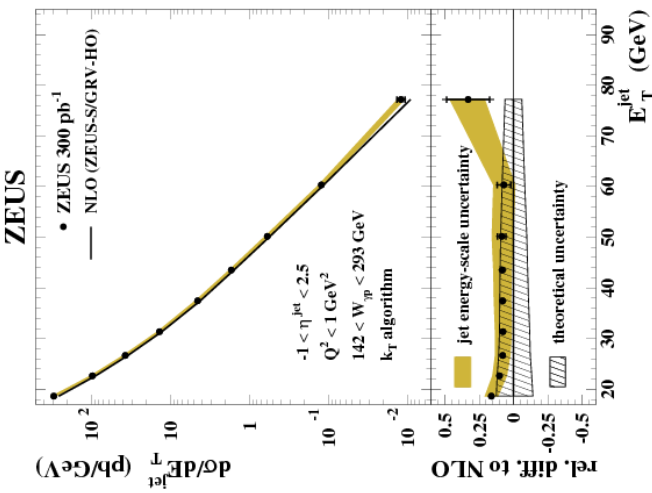 ZEUS
dσ/dE_T^jet (pb/GeV)
ZEUS 300 pb⁻¹
NLO (ZEUS-S/GRV-HO)
-1 < η^jet < 2.5
Q² < 1 GeV²
142 < W_γp < 293 GeV
k_T algorithm
10²
10
1
10⁻¹
10⁻²
rel. diff. to NLO
jet energy-scale uncertainty
theoretical uncertainty
0.5
0.25
0
-0.25
-0.5
20 30 40 50 60 70 80 90
E_T^jet (GeV)